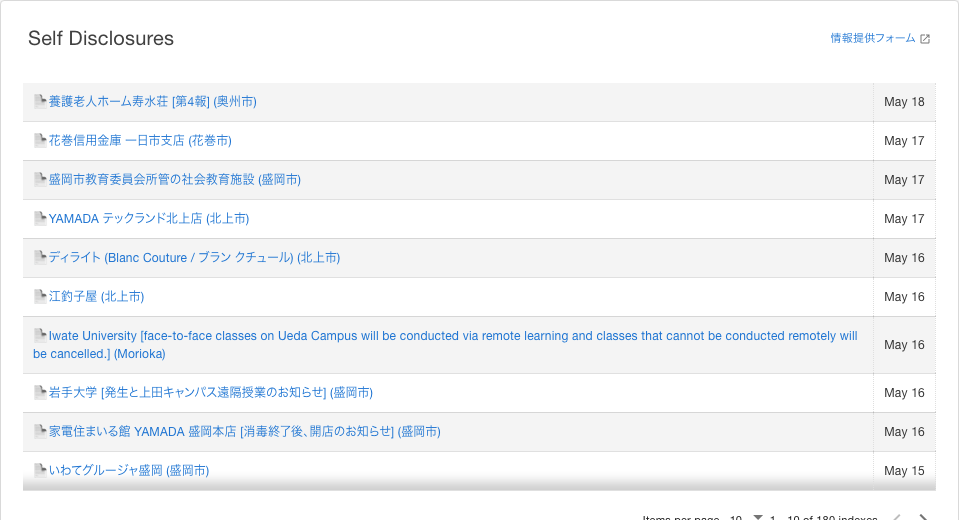 Self Disclosures
情報提供フォーム
養護老人ホーム寿水荘 [第4報] (奥州市)
May 18
花巻信用金庫 一日市支店 (花巻市)
May 17
盛岡市教育委員会所管の社会教育施設 (盛岡市)
May 17
YAMADA テックランド北上店 (北上市)
May 17
ディライト (Blanc Couture / ブラン クチュール) (北上市)
May 16
江釣子屋 (北上市)
May 16
Iwate University [face-to-face classes on Ueda Campus will be conducted via remote learning and classes that cannot be conducted remotely will
be cancelled.] (Morioka)
May 16
岩手大学 [発生と上田キャンパス遠隔授業のお知らせ] (盛岡市)
May 16
家電住まいる館 YAMADA 盛岡本店 [消毒終了後、開店のお知らせ] (盛岡市)
May 16
いわてグルージャ盛岡 (盛岡市)
May 15
Items per page 10 1 - 10 of 180 indexes